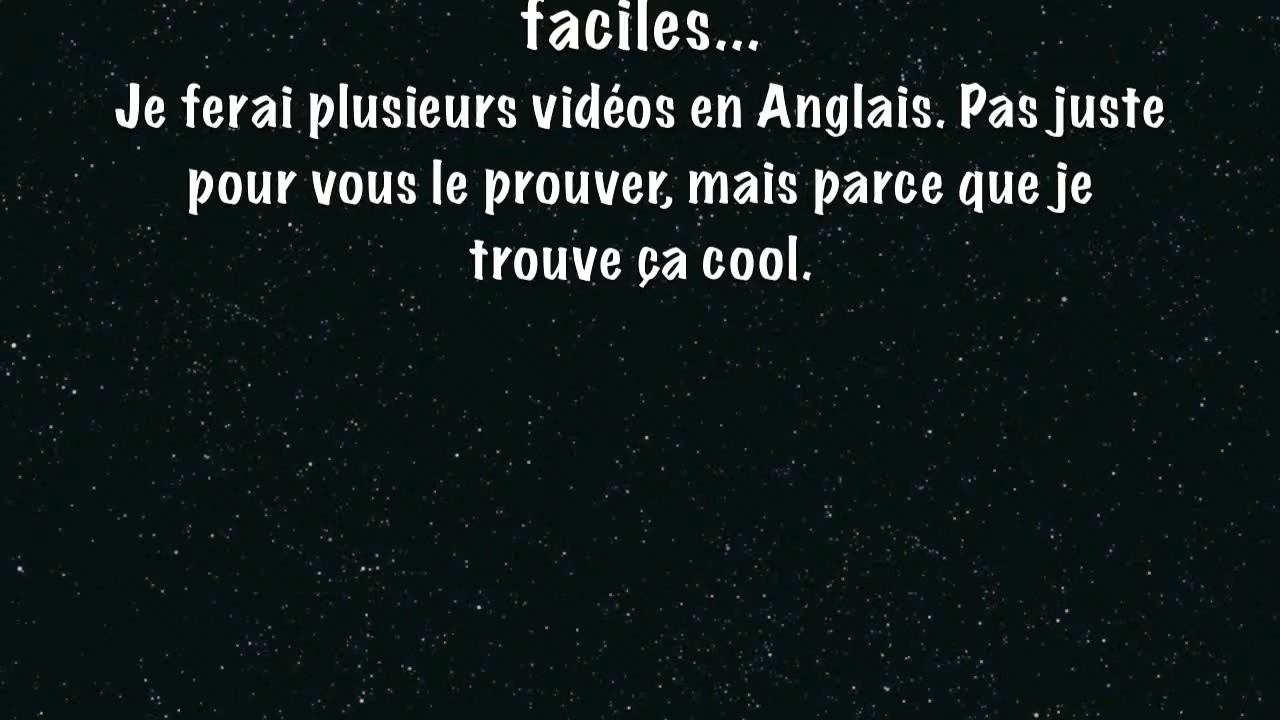 faciles...
Je ferai plusieurs vidéos en Anglais. Pas juste
pour vous le prouver, mais parce que je
trouve ça cool.